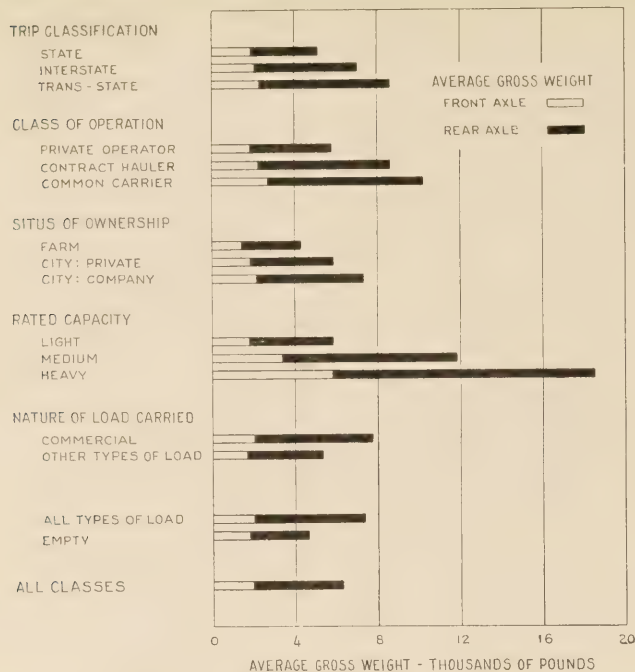 TRIP CLASSIFICATION
STATE
INTERSTATE
TRANS-STATE
AVERAGE GROSS WEIGHT
FRONT AXLE
REAR AXLE
CLASS OF OPERATION
PRIVATE OPERATOR
CONTRACT HAULER
COMMON CARRIER
SITUS OF OWNERSHIP
FARM
CITY: PRIVATE
CITY: COMPANY
RATED CAPACITY
LIGHT
MEDIUM
HEAVY
NATURE OF LOAD CARRIED
COMMERCIAL
OTHER TYPES OF LOAD
ALL TYPES OF LOAD
EMPTY
ALL CLASSES
0 4 8 12 16 20
AVERAGE GROSS WEIGHT - THOUSANDS OF POUNDS